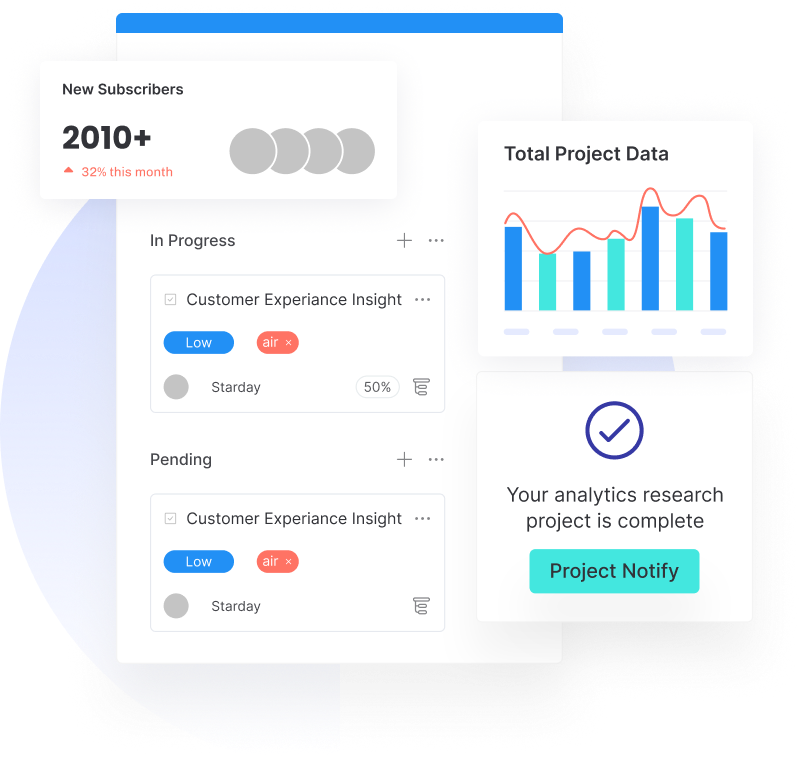 New Subscribers
2010+
32% this month
Total Project Data
In Progress
Customer Experiance Insight
Low
air ×
Starday
50%
Pending
Customer Experiance Insight
Low
air ×
Starday
Your analytics research
project is complete
Project Notify